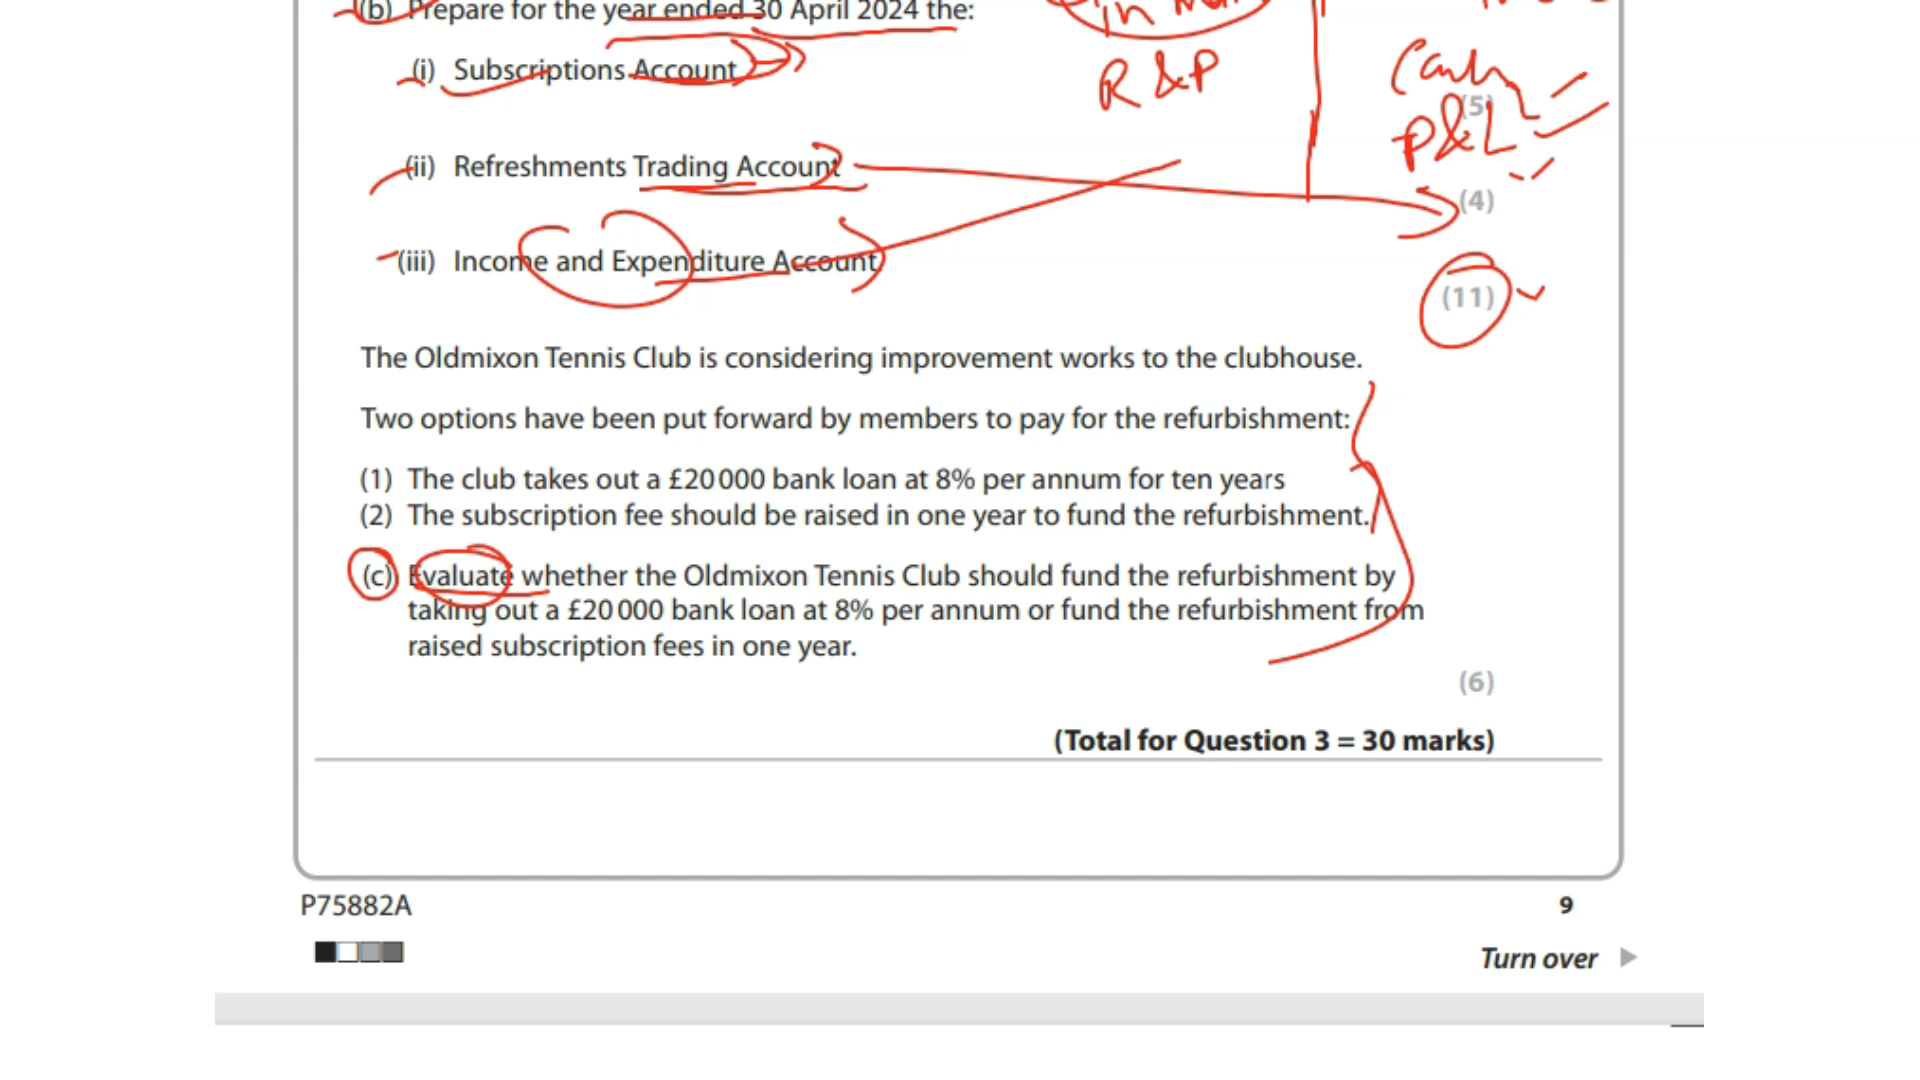 (b) Prepare for the year ended 30 April 2024 the:
in
(i) Subscriptions Account
R &P
Cash
(5)
P&L
(ii) Refreshments Trading Account
(4)
(iii) Income and Expenditure Account
(11)
The Oldmixon Tennis Club is considering improvement works to the clubhouse.
Two options have been put forward by members to pay for the refurbishment:
(1) The club takes out a £20 000 bank loan at 8% per annum for ten years
(2) The subscription fee should be raised in one year to fund the refurbishment.
(c) Evaluate whether the Oldmixon Tennis Club should fund the refurbishment by
taking out a £20 000 bank loan at 8% per annum or fund the refurbishment from
raised subscription fees in one year.
(6)
(Total for Question 3 = 30 marks)
P75882A
9
Turn over